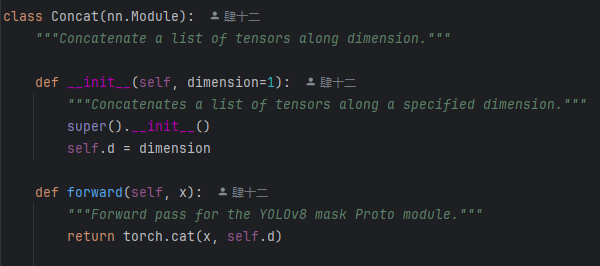 class Concat(nn.Module): 肆十二
"""Concatenate a list of tensors along dimension."""
def __init__(self, dimension=1): 肆十二
"""Concatenates a list of tensors along a specified dimension."""
super().__init__()
self.d = dimension
def forward(self, x): 肆十二
"""Forward pass for the YOLOv8 mask Proto module."""
return torch.cat(x, self.d)